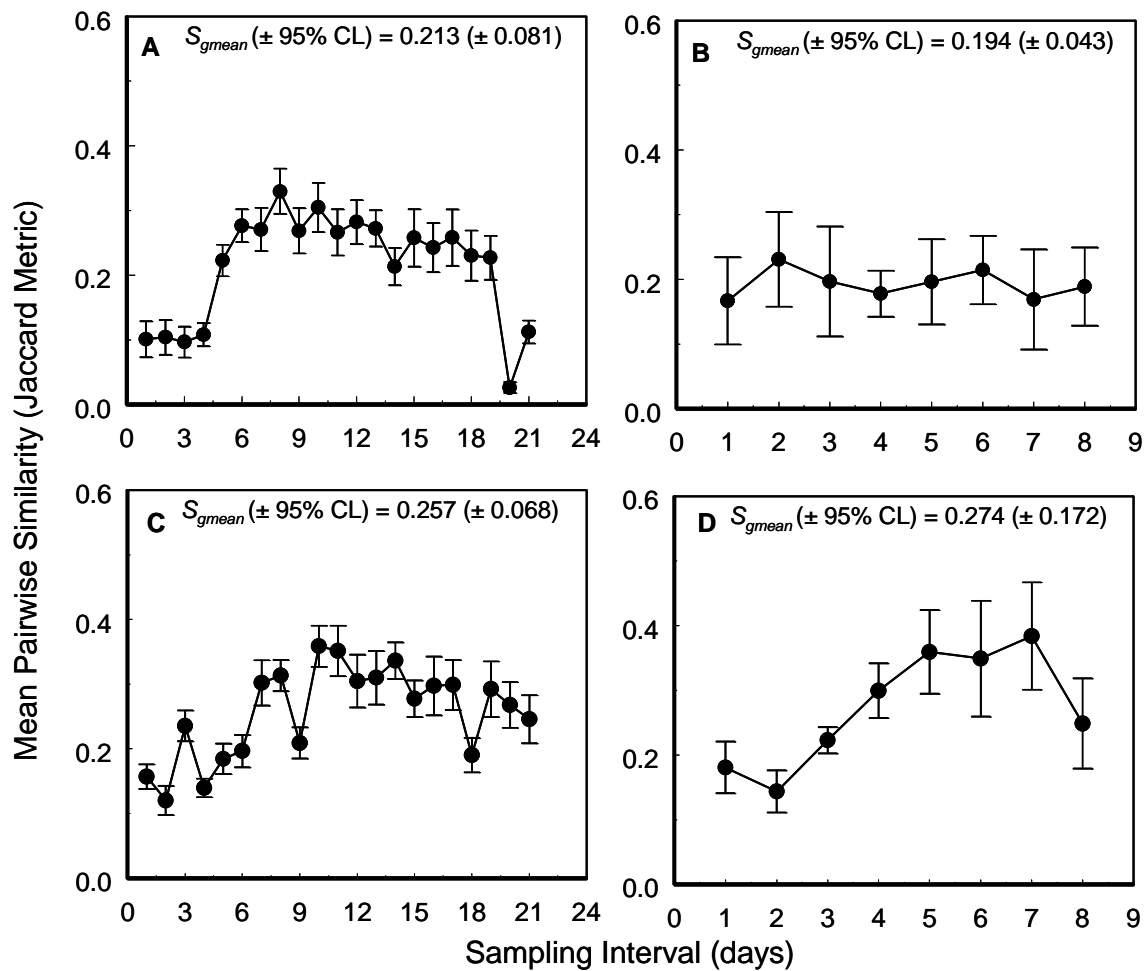 Mean Pairwise Similarity (Jaccard Metric)
A S_gmean (± 95% CL) = 0.213 (± 0.081)
0.6
0.4
0.2
0.0
0 3 6 9 12 15 18 21 24
B S_gmean (± 95% CL) = 0.194 (± 0.043)
0.6
0.4
0.2
0.0
0 1 2 3 4 5 6 7 8 9
C S_gmean (± 95% CL) = 0.257 (± 0.068)
0.6
0.4
0.2
0.0
0 3 6 9 12 15 18 21 24
D S_gmean (± 95% CL) = 0.274 (± 0.172)
0.6
0.4
0.2
0.0
0 1 2 3 4 5 6 7 8 9
Sampling Interval (days)